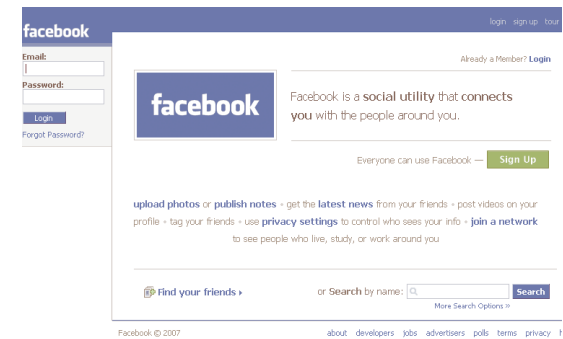 facebook
login sign up tour
Email:
Password:
Login
Forgot Password?
Already a Member? Login
facebook
Facebook is a social utility that connects
you with the people around you.
Everyone can use Facebook — Sign Up
upload photos or publish notes • get the latest news from your friends • post videos on your
profile • tag your friends • use privacy settings to control who sees your info • join a network
to see people who live, study, or work around you
Find your friends ▸
or Search by name: Search
More Search Options »
Facebook © 2007
about developers jobs advertisers polls terms privacy